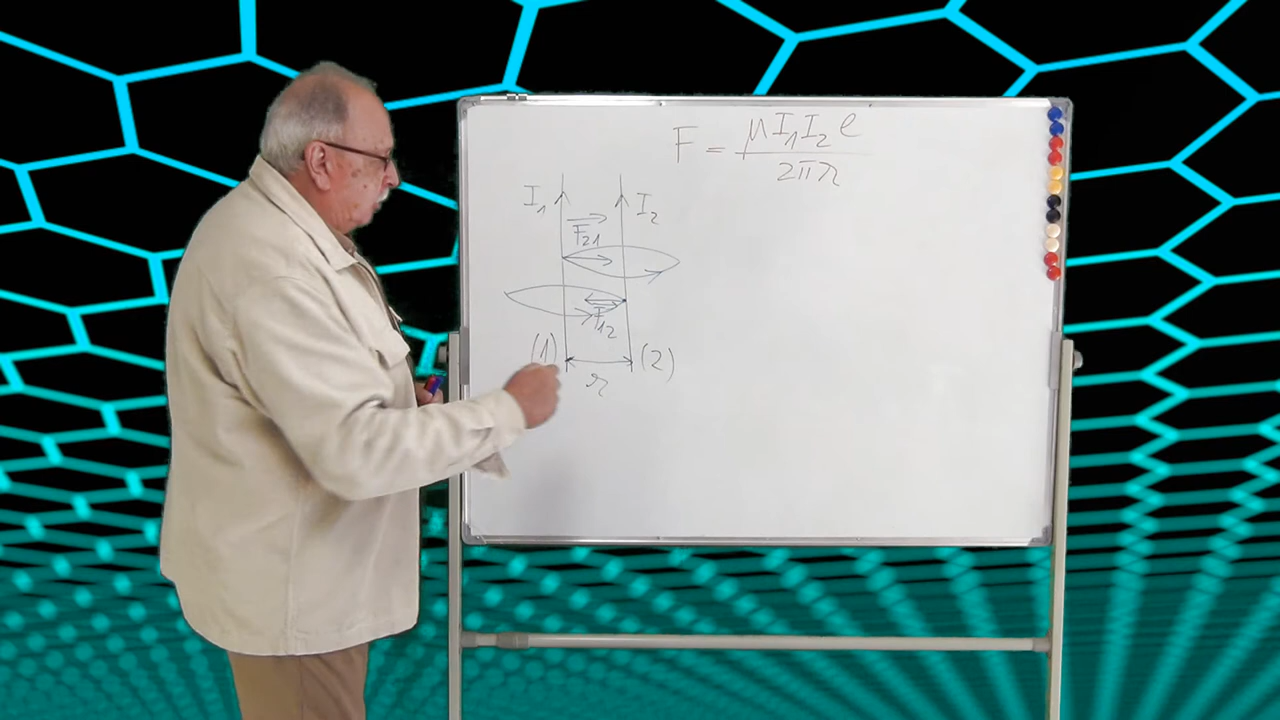 F = μI₁I₂ℓ / 2πr
I₁ I₂
F₂₁
F₁₂
(1) (2)
r